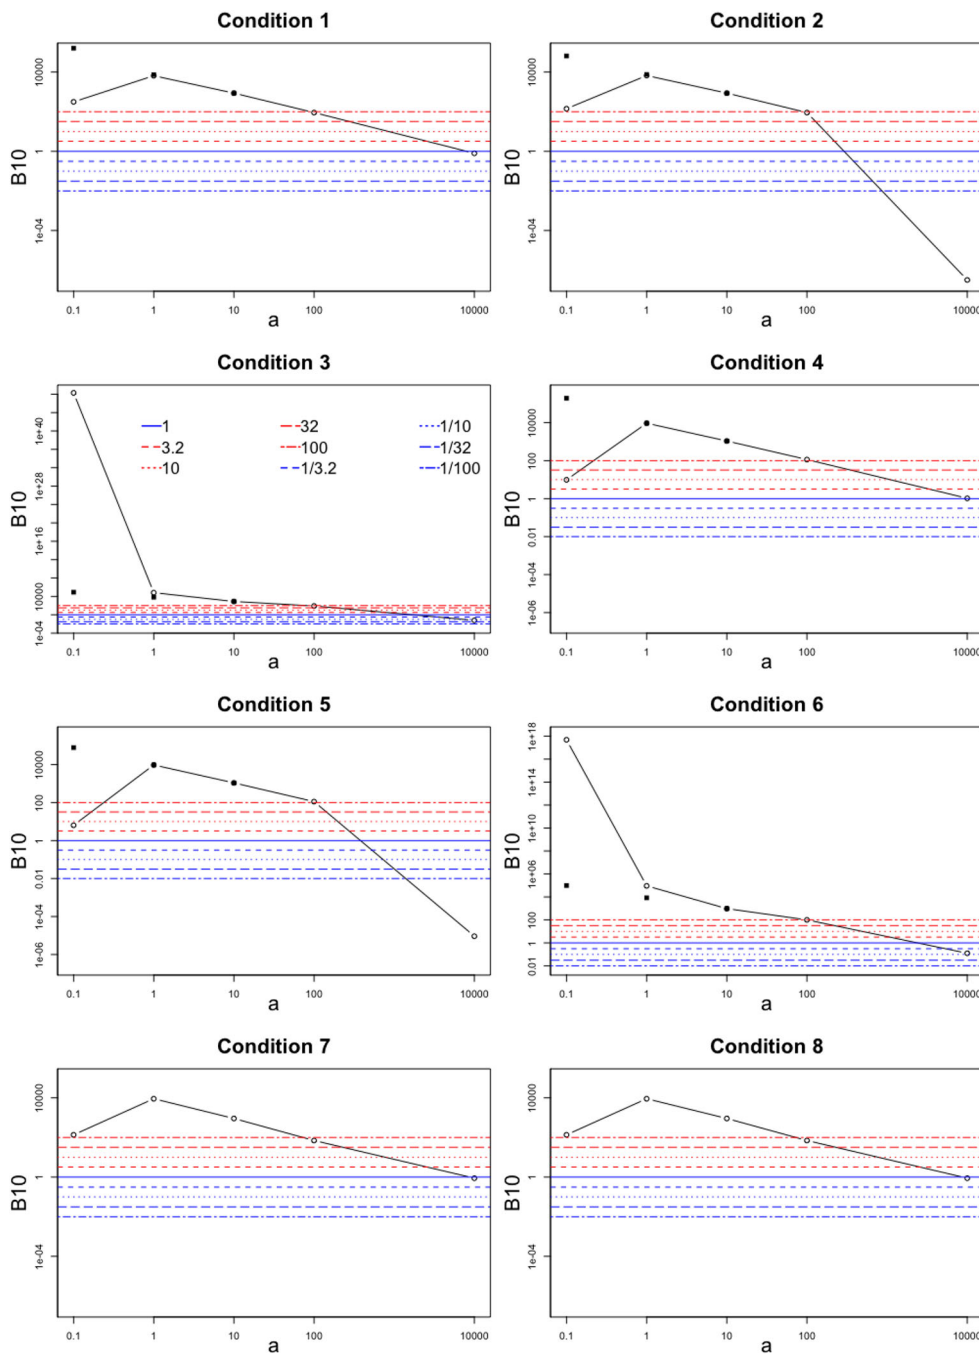 Condition 1
B10
10000
1
1e-04
0.1 1 10 100 10000
a
Condition 2
B10
10000
1
1e-04
0.1 1 10 100 10000
a
Condition 3
B10
1e+40
1e+28
1e+16
10000
1e-04
1 32 1/10
3.2 100 1/32
10 1/3.2 1/100
0.1 1 10 100 10000
a
Condition 4
B10
10000
100
1
0.01
1e-04
1e-06
0.1 1 10 100 10000
a
Condition 5
B10
10000
100
1
0.01
1e-04
1e-06
0.1 1 10 100 10000
a
Condition 6
B10
1e+18
1e+14
1e+10
1e+06
100
1
0.01
0.1 1 10 100 10000
a
Condition 7
B10
10000
1
1e-04
0.1 1 10 100 10000
a
Condition 8
B10
10000
1
1e-04
0.1 1 10 100 10000
a